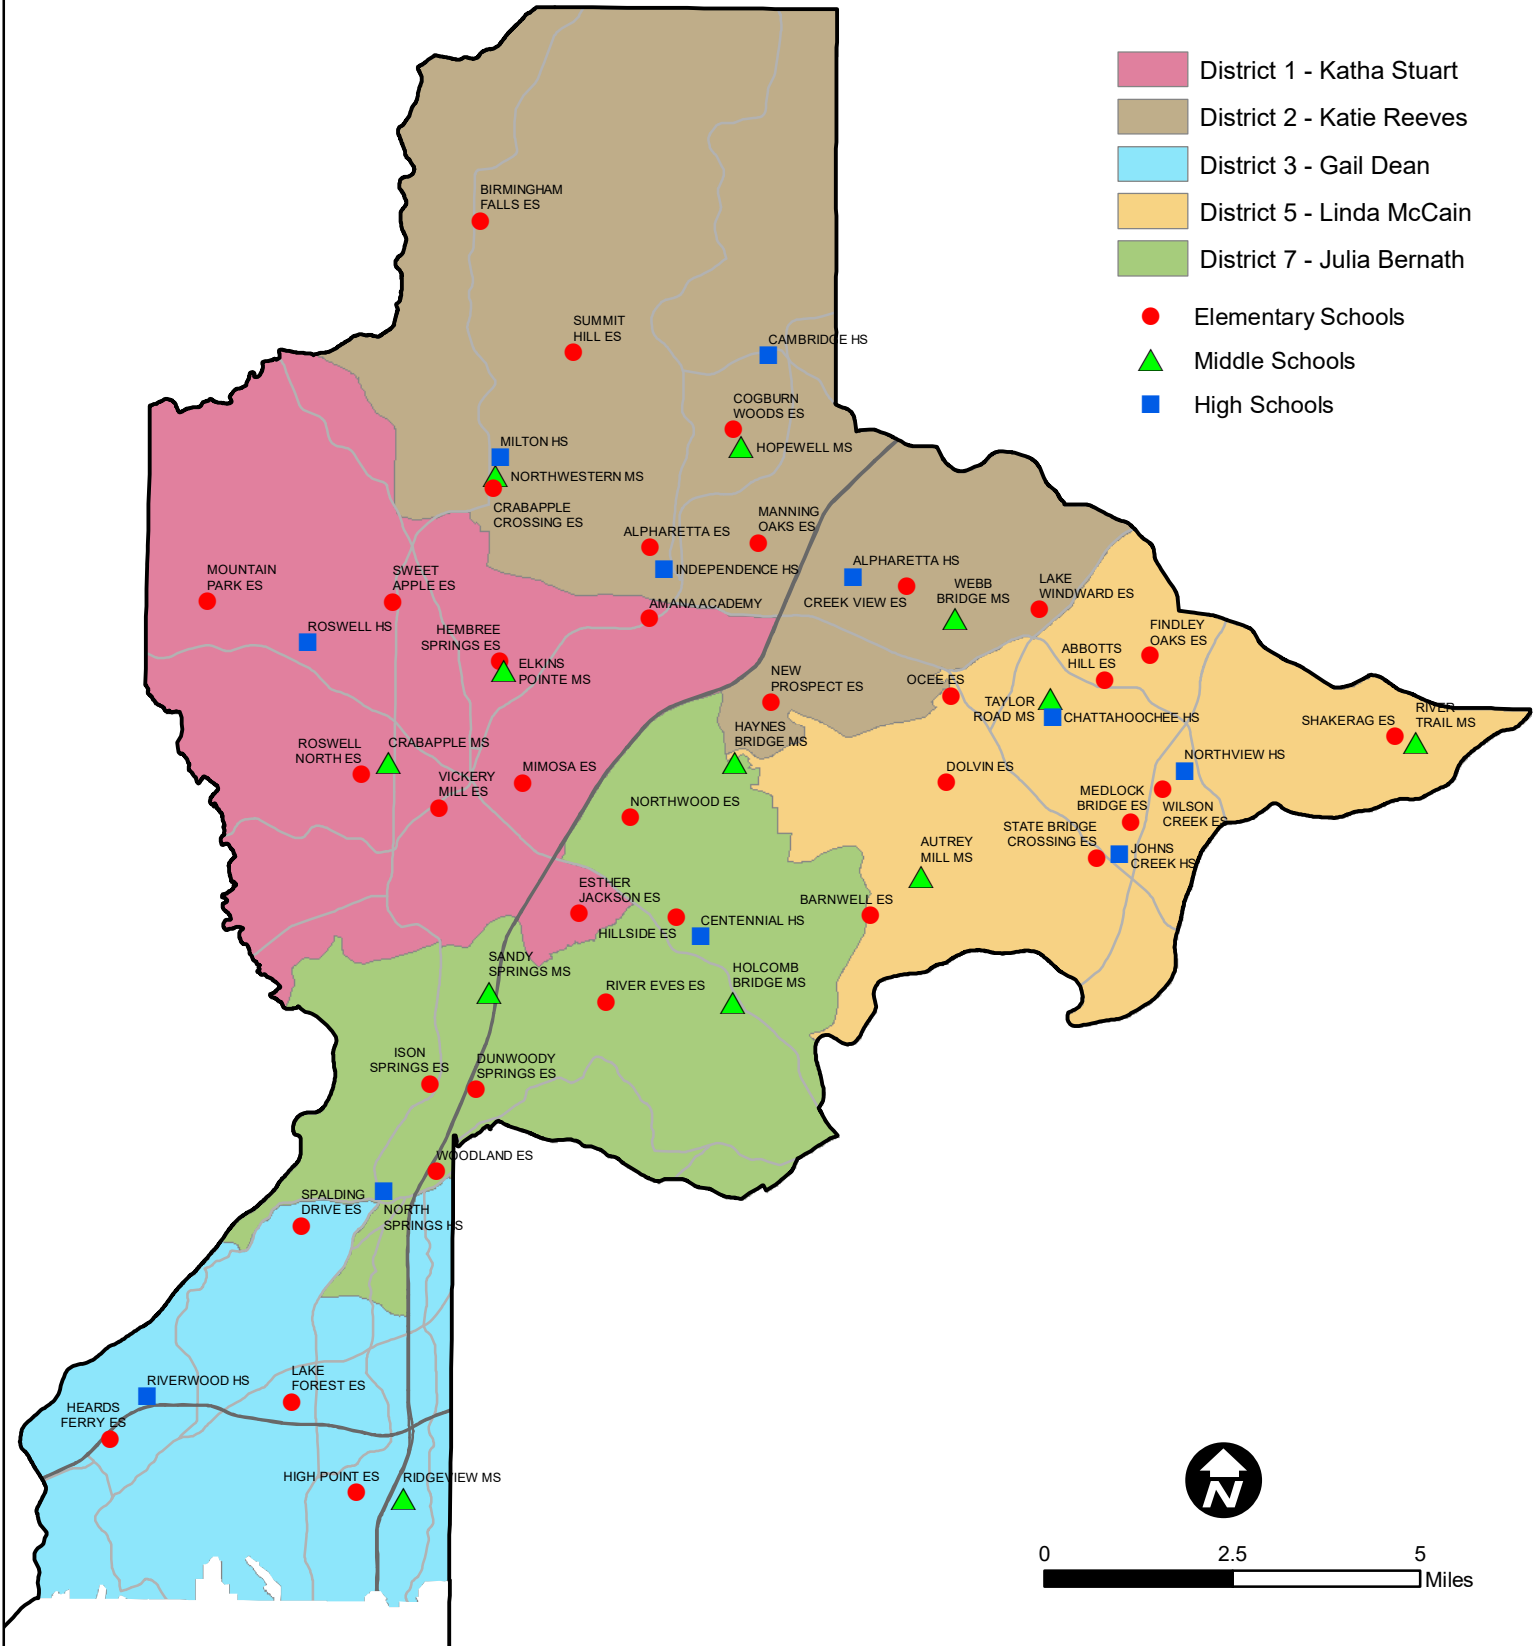 District 1 - Katha Stuart
District 2 - Katie Reeves
District 3 - Gail Dean
District 5 - Linda McCain
District 7 - Julia Bernath
Elementary Schools
Middle Schools
High Schools
BIRMINGHAM
FALLS ES
SUMMIT
HILL ES
CAMBRIDGE HS
COGBURN
WOODS ES
HOPEWELL MS
MILTON HS
NORTHWESTERN MS
CRABAPPLE
CROSSING ES
MANNING
OAKS ES
ALPHARETTA ES
INDEPENDENCE HS
ALPHARETTA HS
CREEK VIEW ES
WEBB
BRIDGE MS
LAKE
WINDWARD ES
MOUNTAIN
PARK ES
SWEET
APPLE ES
AMANA ACADEMY
ROSWELL HS
HEMBREE
SPRINGS ES
ELKINS
POINTE MS
FINDLEY
OAKS ES
ABBOTTS
HILL ES
NEW
PROSPECT ES
OCEE ES
TAYLOR
ROAD MS
CHATTAHOOCHEE HS
SHAKERAG ES
RIVER
TRAIL MS
HAYNES
BRIDGE MS
ROSWELL
NORTH ES
CRABAPPLE MS
VICKERY
MILL ES
MIMOSA ES
NORTHVIEW HS
DOLVIN ES
MEDLOCK
BRIDGE ES
WILSON
CREEK ES
NORTHWOOD ES
STATE BRIDGE
CROSSING ES
JOHNS
CREEK HS
AUTREY
MILL MS
ESTHER
JACKSON ES
BARNWELL ES
HILLSIDE ES
CENTENNIAL HS
SANDY
SPRINGS MS
HOLCOMB
BRIDGE MS
RIVER EVES ES
ISON
SPRINGS ES
DUNWOODY
SPRINGS ES
WOODLAND ES
SPALDING
DRIVE ES
NORTH
SPRINGS HS
RIVERWOOD HS
LAKE
FOREST ES
HEARDS
FERRY ES
HIGH POINT ES
RIDGEVIEW MS
N
0 2.5 5
Miles